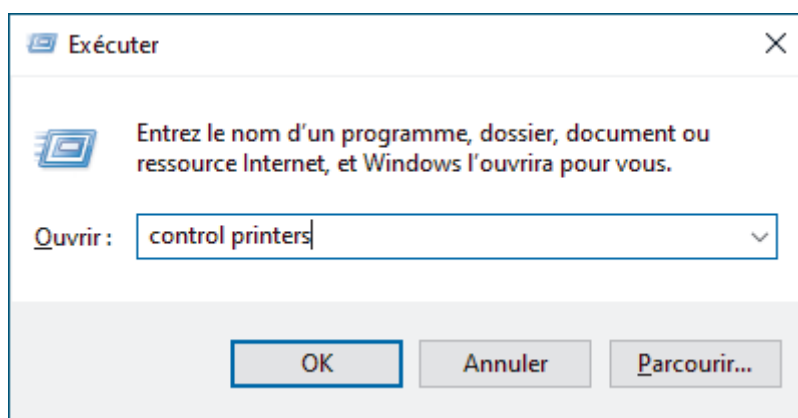 Exécuter
Entrez le nom d’un programme, dossier, document ou
ressource Internet, et Windows l’ouvrira pour vous.
Ouvrir : control printers
OK Annuler Parcourir...